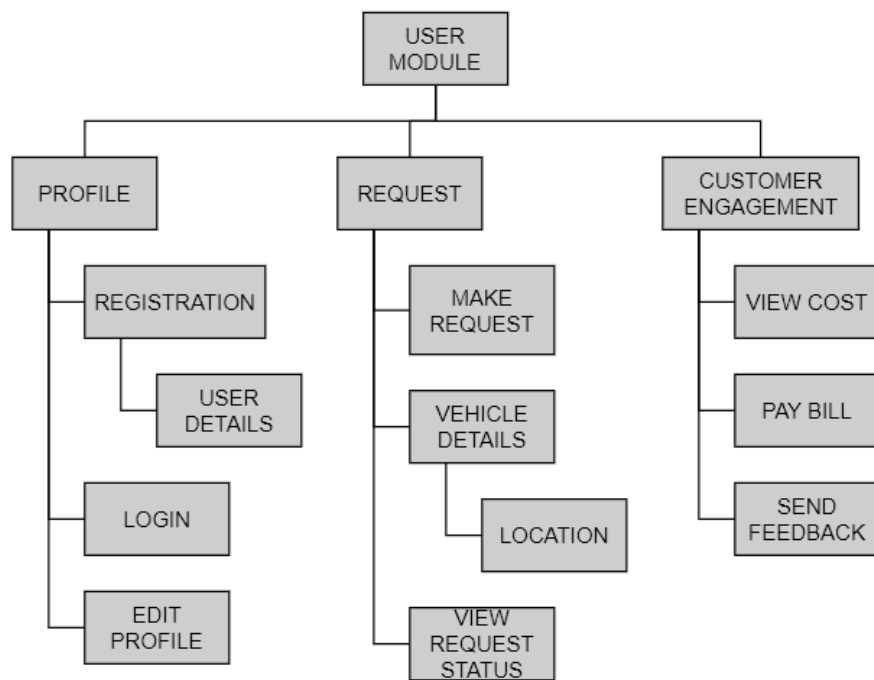 USER
MODULE
PROFILE
REQUEST
CUSTOMER
ENGAGEMENT
REGISTRATION
USER
DETAILS
LOGIN
EDIT
PROFILE
MAKE
REQUEST
VEHICLE
DETAILS
LOCATION
VIEW
REQUEST
STATUS
VIEW COST
PAY BILL
SEND
FEEDBACK